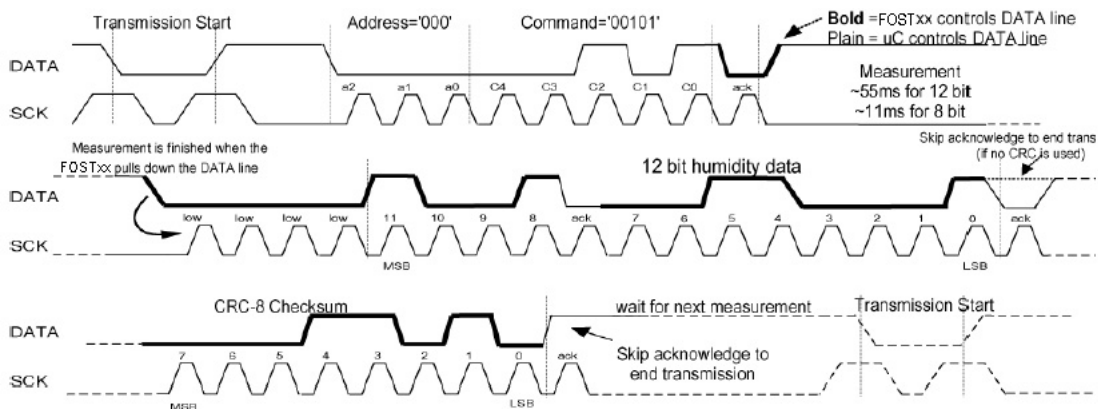 Transmission Start
Address='000'
Command='00101'
Bold =FOSTxx controls DATA line
Plain = uC controls DATA line
DATA
a2 a1 a0 C4 C3 C2 C1 C0 ack
Measurement
~55ms for 12 bit
~11ms for 8 bit
SCK
Measurement is finished when the
FOSTxx pulls down the DATA line
12 bit humidity data
Skip acknowledge to end trans
(if no CRC is used)
DATA
low low low low 11 10 9 8 ack 7 6 5 4 3 2 1 0 ack
SCK
MSB
LSB
CRC-8 Checksum
wait for next measurement
Transmission Start
DATA
7 6 5 4 3 2 1 0 ack
Skip acknowledge to
end transmission
SCK
MSB
LSB